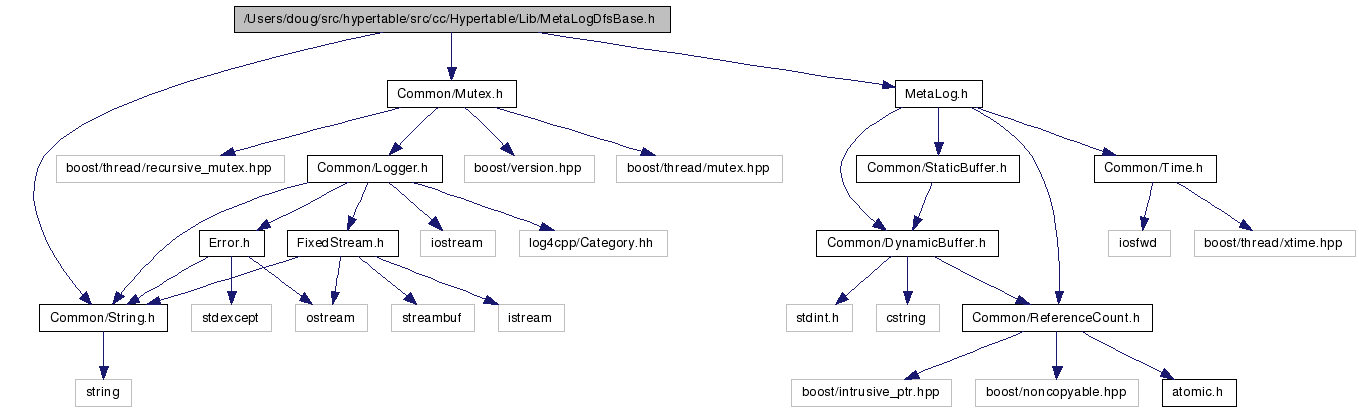 /Users/doug/src/hypertable/src/cc/Hypertable/Lib/MetaLogDfsBase.h
Common/Mutex.h
MetaLog.h
boost/thread/recursive_mutex.hpp
Common/Logger.h
boost/version.hpp
boost/thread/mutex.hpp
Common/StaticBuffer.h
Common/Time.h
Error.h
FixedStream.h
iostream
log4cpp/Category.hh
Common/DynamicBuffer.h
iosfwd
boost/thread/xtime.hpp
Common/String.h
stdexcept
ostream
streambuf
istream
stdint.h
cstring
Common/ReferenceCount.h
string
boost/intrusive_ptr.hpp
boost/noncopyable.hpp
atomic.h